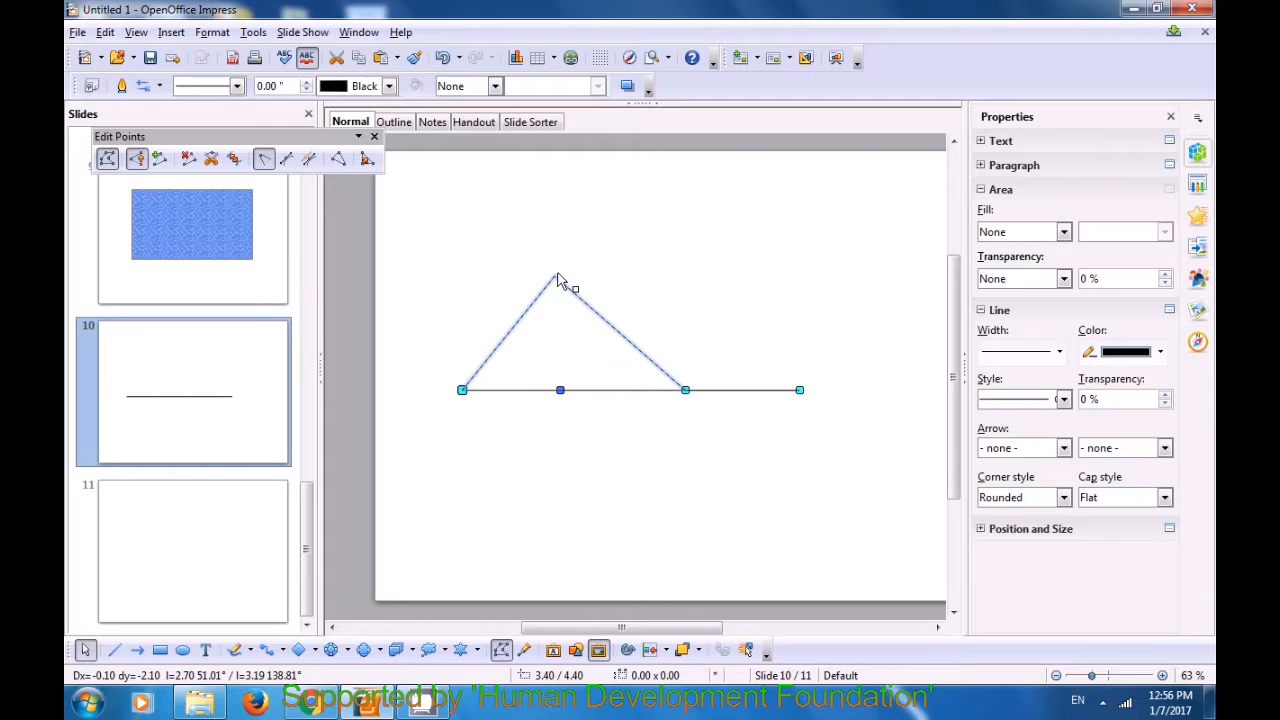 Untitled 1 - OpenOffice Impress
File Edit View Insert Format Tools Slide Show Window Help
0.00 " Black None
Slides
Normal Outline Notes Handout Slide Sorter
Properties
Edit Points
Text
Paragraph
Area
Fill:
None
Transparency:
None 0 %
Line
Width: Color:
Style: Transparency:
0 %
Arrow:
- none - - none -
Corner style Cap style
Rounded Flat
Position and Size
10
11
Dx= -0.10 dy= -2.10 l=2.70 51.01° l=3.19 138.81° 3.40 / 4.40 0.00 x 0.00 * Slide 10 / 11 Default 63 %
EN 12:56 PM
1/7/2017
Supported by "Human Development Foundation"